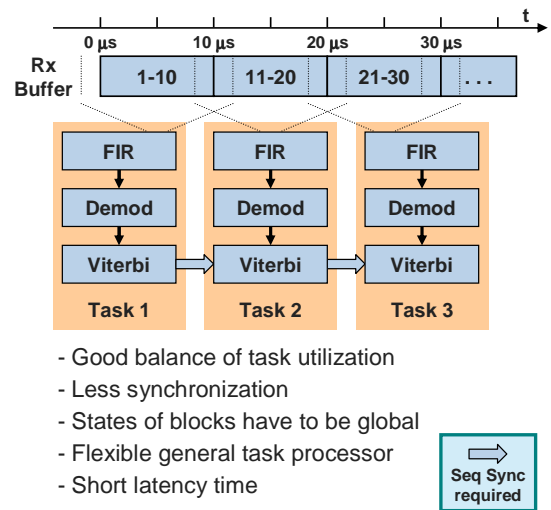 t
0 μs 10 μs 20 μs 30 μs
Rx
Buffer
1-10 11-20 21-30 . . .
FIR FIR FIR
Demod Demod Demod
Viterbi Viterbi Viterbi
Task 1 Task 2 Task 3
- Good balance of task utilization
- Less synchronization
- States of blocks have to be global
- Flexible general task processor
- Short latency time
Seq Sync
required